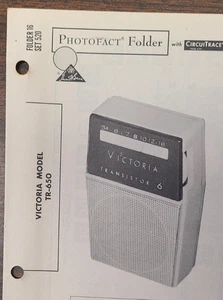 PHOTOFACT® Folder
with CIRCUITRACE®
FOLDER 16
SET 520
VICTORIA MODEL
TR-650
VICTORIA
TRANSISTOR 6